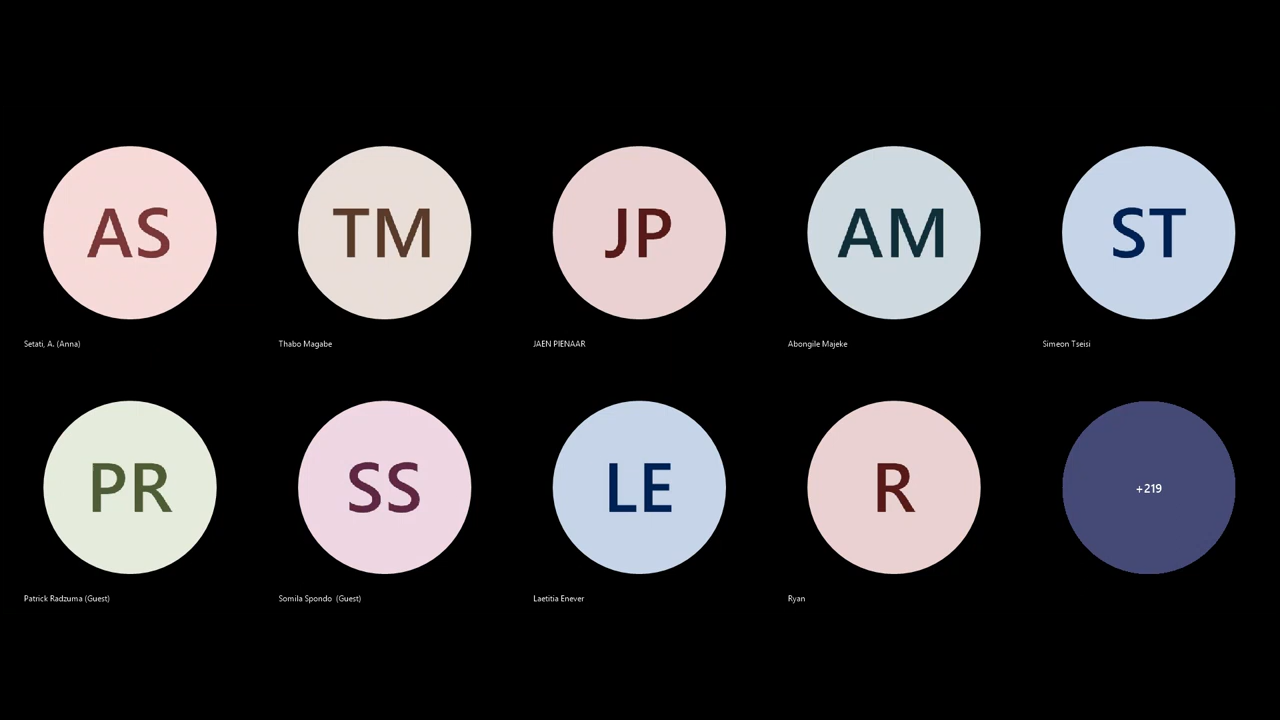 AS
TM
JP
AM
ST
Setati, A. (Anna)
Thabo Magabe
JAEN PIENAAR
Abongile Majeke
Simeon Tseisi
PR
SS
LE
R
+219
Patrick Radzuma (Guest)
Somila Spondo (Guest)
Laetitia Enever
Ryan